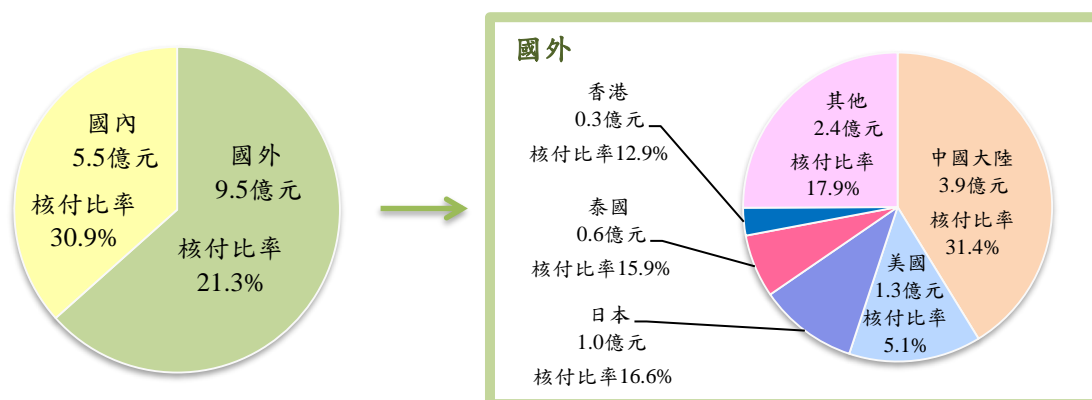 國內
5.5億元
核付比率
30.9%
國外
9.5億元
核付比率
21.3%
國外
香港
0.3億元
核付比率12.9%
泰國
0.6億元
核付比率15.9%
日本
1.0億元
核付比率16.6%
其他
2.4億元
核付比率
17.9%
中國大陸
3.9億元
核付比率
31.4%
美國
1.3億元
核付比率
5.1%